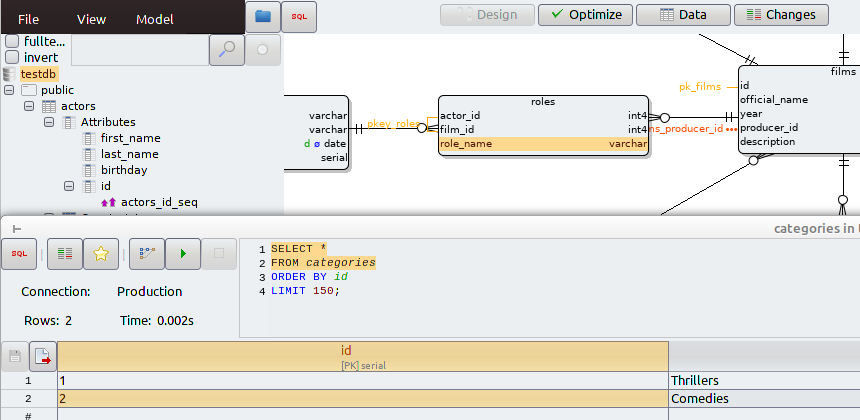 File View Model SQL Design Optimize Data Changes
fullte...
invert
testdb
public
actors
Attributes
first_name
last_name
birthday
id
actors_id_seq
varchar
varchar
d ø date
serial
pkey_roles
roles
actor_id int4
film_id int4
role_name varchar
pk_films
ns_producer_id
films
id
official_name
year
producer_id
description
categories in t
SQL
Connection: Production
Rows: 2 Time: 0.002s
1 SELECT *
2 FROM categories
3 ORDER BY id
4 LIMIT 150;
id
[PK] serial
1 1 Thrillers
2 2 Comedies
#